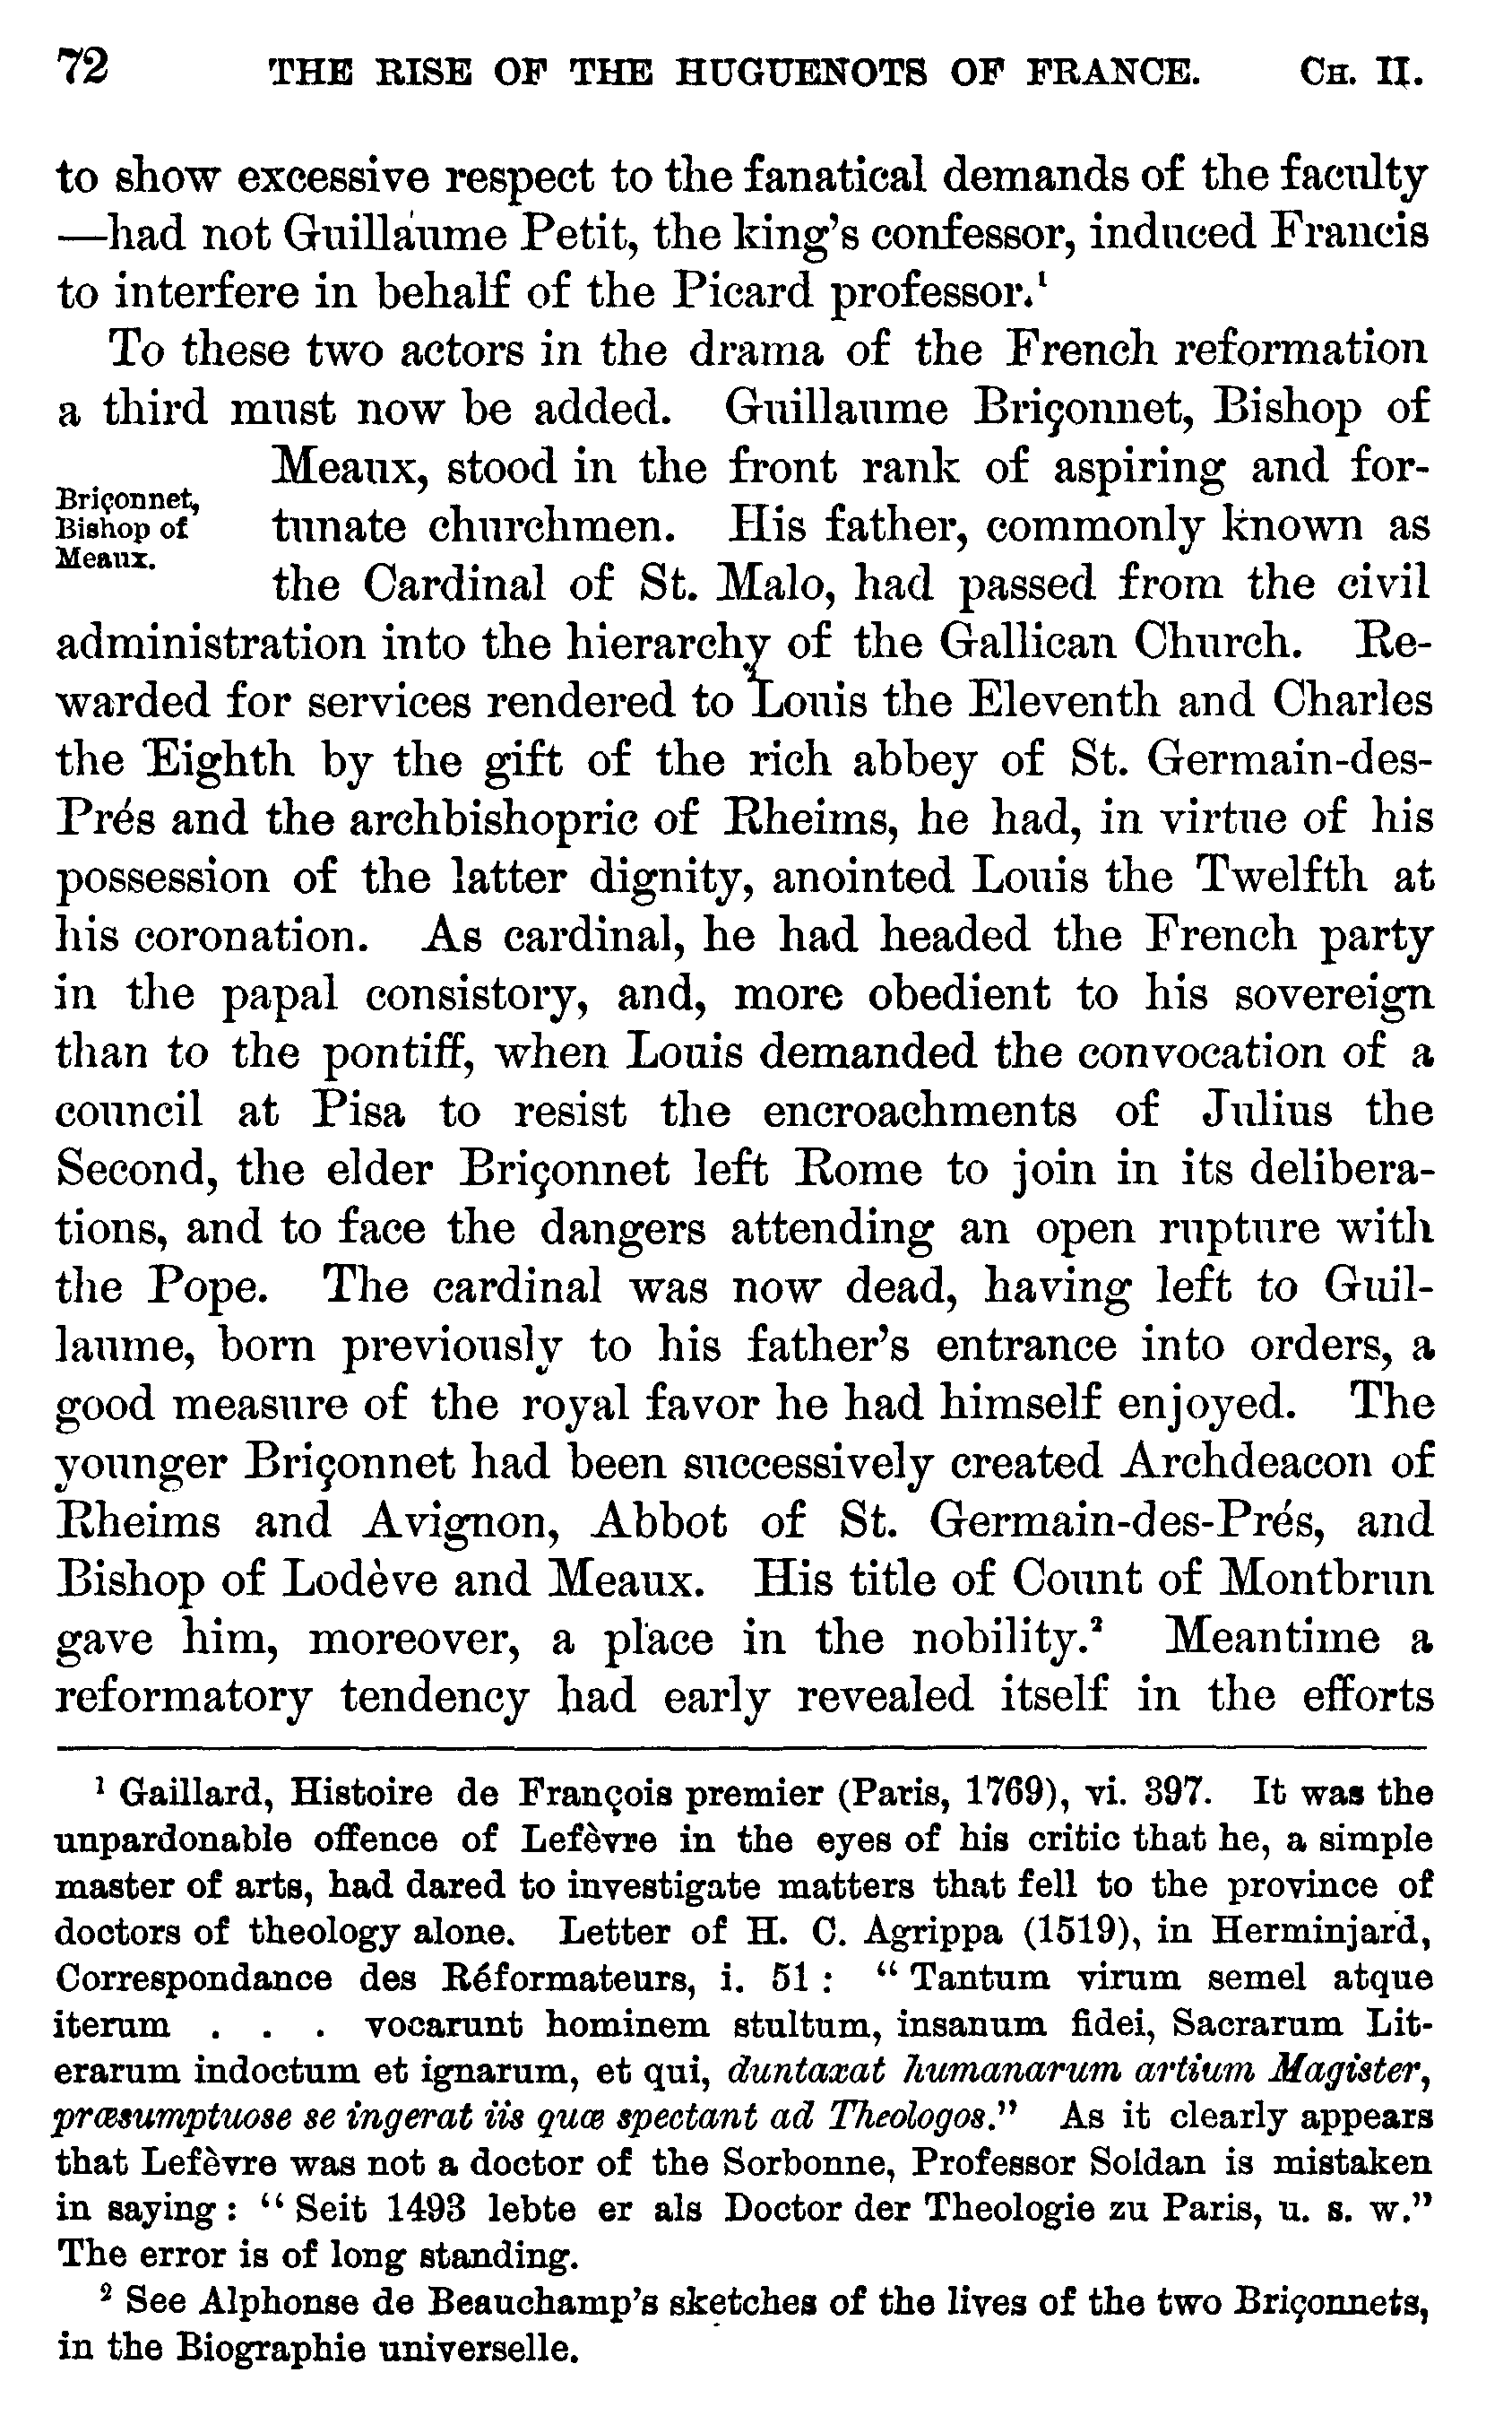 72 THE RISE OF THE HUGUENOTS OF FRANCE. CH. II.
to show excessive respect to the fanatical demands of the faculty
—had not Guillaume Petit, the king's confessor, induced Francis
to interfere in behalf of the Picard professor.¹
To these two actors in the drama of the French reformation
a third must now be added. Guillaume Briçonnet, Bishop of
Briçonnet,
Bishop of
Meaux.
Meaux, stood in the front rank of aspiring and for-
tunate churchmen. His father, commonly known as
the Cardinal of St. Malo, had passed from the civil
administration into the hierarchy of the Gallican Church. Re-
warded for services rendered to Louis the Eleventh and Charles
the Eighth by the gift of the rich abbey of St. Germain-des-
Prés and the archbishopric of Rheims, he had, in virtue of his
possession of the latter dignity, anointed Louis the Twelfth at
his coronation. As cardinal, he had headed the French party
in the papal consistory, and, more obedient to his sovereign
than to the pontiff, when Louis demanded the convocation of a
council at Pisa to resist the encroachments of Julius the
Second, the elder Briçonnet left Rome to join in its delibera-
tions, and to face the dangers attending an open rupture with
the Pope. The cardinal was now dead, having left to Guil-
laume, born previously to his father's entrance into orders, a
good measure of the royal favor he had himself enjoyed. The
younger Briçonnet had been successively created Archdeacon of
Rheims and Avignon, Abbot of St. Germain-des-Prés, and
Bishop of Lodève and Meaux. His title of Count of Montbrun
gave him, moreover, a place in the nobility.² Meantime a
reformatory tendency had early revealed itself in the efforts
¹ Gaillard, Histoire de François premier (Paris, 1769), vi. 397. It was the
unpardonable offence of Lefèvre in the eyes of his critic that he, a simple
master of arts, had dared to investigate matters that fell to the province of
doctors of theology alone. Letter of H. C. Agrippa (1519), in Herminjard,
Correspondance des Réformateurs, i. 51 : “ Tantum virum semel atque
iterum . . . vocarunt hominem stultum, insanum fidei, Sacrarum Lit-
erarum indoctum et ignarum, et qui, duntaxat humanarum artium Magister,
præsumptuose se ingerat iis quæ spectant ad Theologos.” As it clearly appears
that Lefèvre was not a doctor of the Sorbonne, Professor Soldan is mistaken
in saying : “ Seit 1493 lebte er als Doctor der Theologie zu Paris, u. s. w.”
The error is of long standing.
² See Alphonse de Beauchamp's sketches of the lives of the two Briçonnets,
in the Biographie universelle.